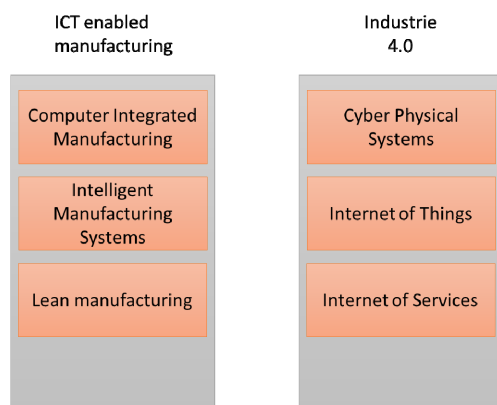 ICT enabled
manufacturing
Computer Integrated
Manufacturing
Intelligent
Manufacturing
Systems
Lean manufacturing
Industrie
4.0
Cyber Physical
Systems
Internet of Things
Internet of Services